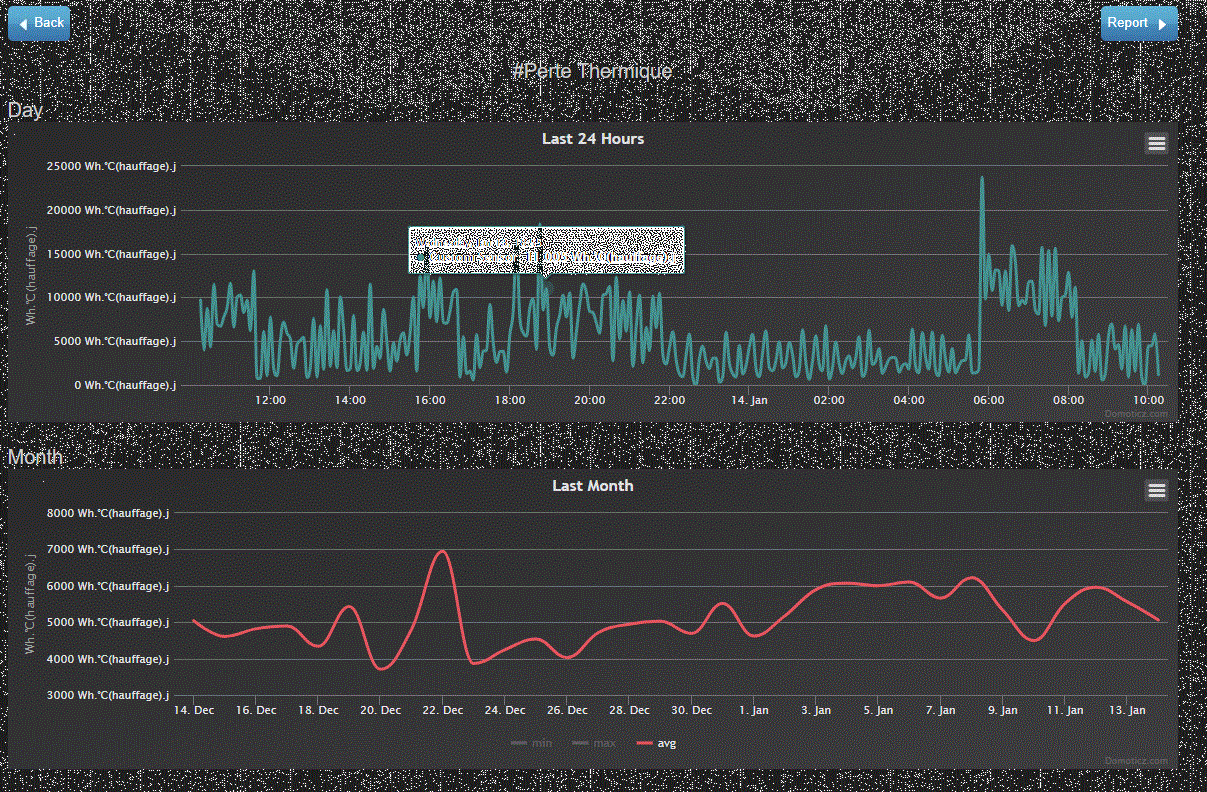 Back
Report
#Perte Thermique
Day
Last 24 Hours
25000 Wh.°C(hauffage).j
20000 Wh.°C(hauffage).j
15000 Wh.°C(hauffage).j
10000 Wh.°C(hauffage).j
5000 Wh.°C(hauffage).j
0 Wh.°C(hauffage).j
Wh.°C(hauffage).j
12:00 14:00 16:00 18:00 20:00 22:00 14. Jan 02:00 04:00 06:00 08:00 10:00
Domoticz.com
Month
Last Month
8000 Wh.°C(hauffage).j
7000 Wh.°C(hauffage).j
6000 Wh.°C(hauffage).j
5000 Wh.°C(hauffage).j
4000 Wh.°C(hauffage).j
3000 Wh.°C(hauffage).j
Wh.°C(hauffage).j
14. Dec 16. Dec 18. Dec 20. Dec 22. Dec 24. Dec 26. Dec 28. Dec 30. Dec 1. Jan 3. Jan 5. Jan 7. Jan 9. Jan 11. Jan 13. Jan
min max avg
Domoticz.com